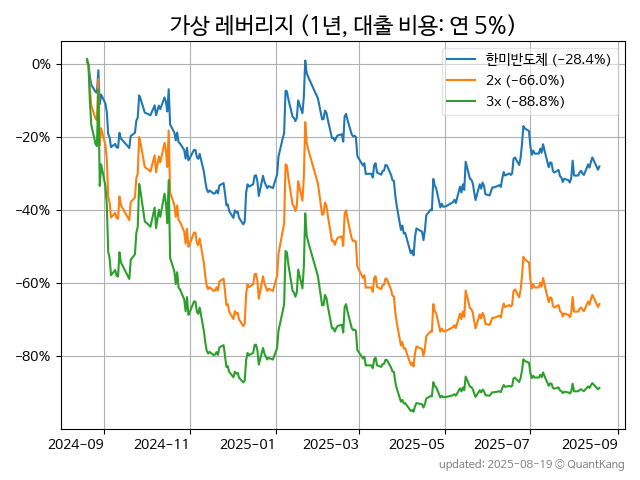 가상 레버리지 (1년, 대출 비용: 연 5%)
한미반도체 (−28.4%)
2x (−66.0%)
3x (−88.8%)
0%
−20%
−40%
−60%
−80%
2024−09 2024−11 2025−01 2025−03 2025−05 2025−07 2025−09
updated: 2025-08-19 © QuantKang